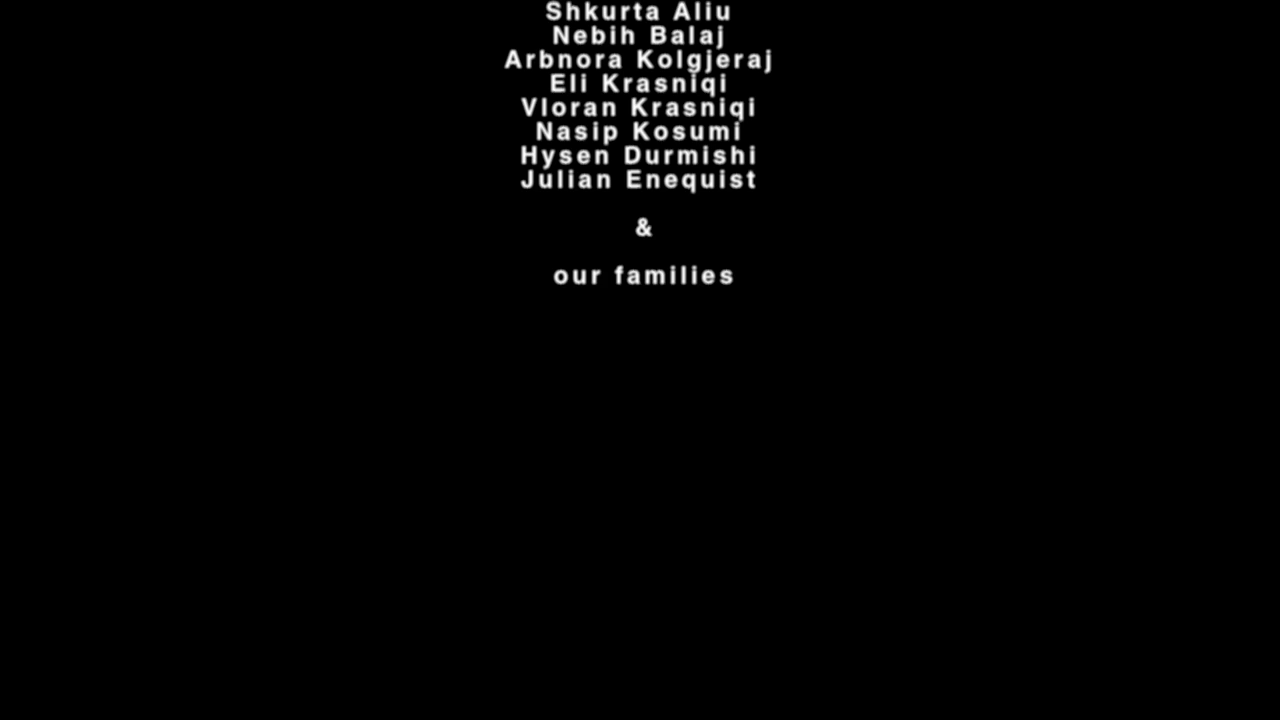 Shkurta Aliu
Nebih Balaj
Arbnora Kolgjeraj
Eli Krasniqi
Vloran Krasniqi
Nasip Kosumi
Hysen Durmishi
Julian Enequist
&
our families